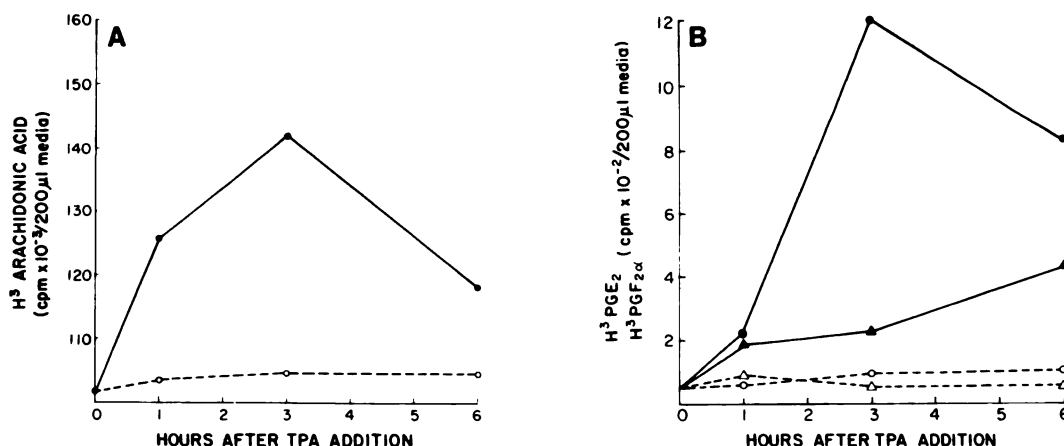 A
160
150
140
130
120
110
H³ ARACHIDONIC ACID
(cpm x 10⁻³/200µl media)
0 1 2 3 4 5 6
HOURS AFTER TPA ADDITION
B
12
10
8
6
4
2
H³ PGE₂
H³ PGF₂α (cpm x 10⁻²/200µl media)
0 1 2 3 4 5 6
HOURS AFTER TPA ADDITION